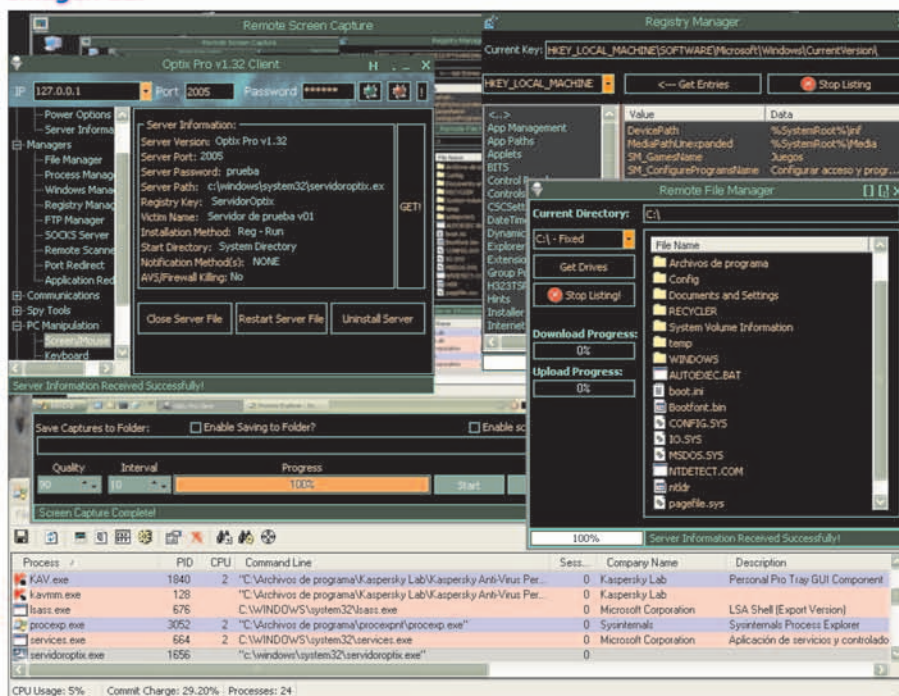 Remote Screen Capture
Registry Manager
Current Key: HKEY_LOCAL_MACHINE\SOFTWARE\Microsoft\Windows\CurrentVersion\
HKEY_LOCAL_MACHINE
<--- Get Entries
Stop Listing
<..>
App Management
App Paths
Applets
BITS
Controls
Explorer
Hints
Installer
Internet
Value Data
DevicePath %SystemRoot%\inf
MediaPathUnexpanded %SystemRoot%\Media
SM_GamesName Juegos
SM_ConfigureProgramsName Configurar acceso y progr...
Optix Pro v1.32 Client
IP 127.0.0.1 Port 2005 Password ******
Power Options
Server Informa
Managers
File Manager
Process Manag
Windows Mana
Registry Manag
FTP Manager
SOCKS Server
Remote Scanne
Port Redirect
Application Red
Communications
Spy Tools
PC Manipulation
Screen/Mouse
Keyboard
Server Information:
Server Version: Optix Pro v1.32
Server Port: 2005
Server Password: prueba
Server Path: c:\windows\system32\servidoroptix.ex
Registry Key: ServidorOptix
Victim Name: Servidor de prueba v01
Installation Method: Reg - Run
Start Directory: System Directory
Notification Method(s): NONE
AVS/Firewall Killing: No
GET!
Close Server File
Restart Server File
Uninstall Server
Server Information Received Successfully!
Remote File Manager
Current Directory: C:\
C:\ - Fixed
Get Drives
Stop Listing!
Download Progress:
0%
Upload Progress:
0%
File Name
Archivos de programa
Config
Documents and Settings
RECYCLER
System Volume Information
temp
WINDOWS
AUTOEXEC.BAT
boot.ini
Bootfont.bin
CONFIG.SYS
IO.SYS
MSDOS.SYS
NTDETECT.COM
ntldr
pagefile.sys
100% Server Information Received Successfully!
Save Captures to Folder: Enable Saving to Folder? Enable sc
Quality Interval Progress
90 10 100% Start
Screen Capture Complete!
Process PID CPU Command Line Sess... Company Name Description
KAV.exe 1840 2 "C:\Archivos de programa\Kaspersky Lab\Kaspersky Anti-Virus Per... 0 Kaspersky Lab Personal Pro Tray GUI Component
kavmm.exe 128 "C:\Archivos de programa\Kaspersky Lab\Kaspersky Anti-Virus Per... 0 Kaspersky Lab
lsass.exe 676 C:\WINDOWS\system32\lsass.exe 0 Microsoft Corporation LSA Shell (Export Version)
procexp.exe 3052 2 "C:\Archivos de programa\procexpnt\procexp.exe" 0 Sysinternals Sysinternals Process Explorer
services.exe 664 2 C:\WINDOWS\system32\services.exe 0 Microsoft Corporation Aplicación de servicios y controlado
servidoroptix.exe 1656 "c:\windows\system32\servidoroptix.exe" 0
CPU Usage: 5% Commit Charge: 29.20% Processes: 24